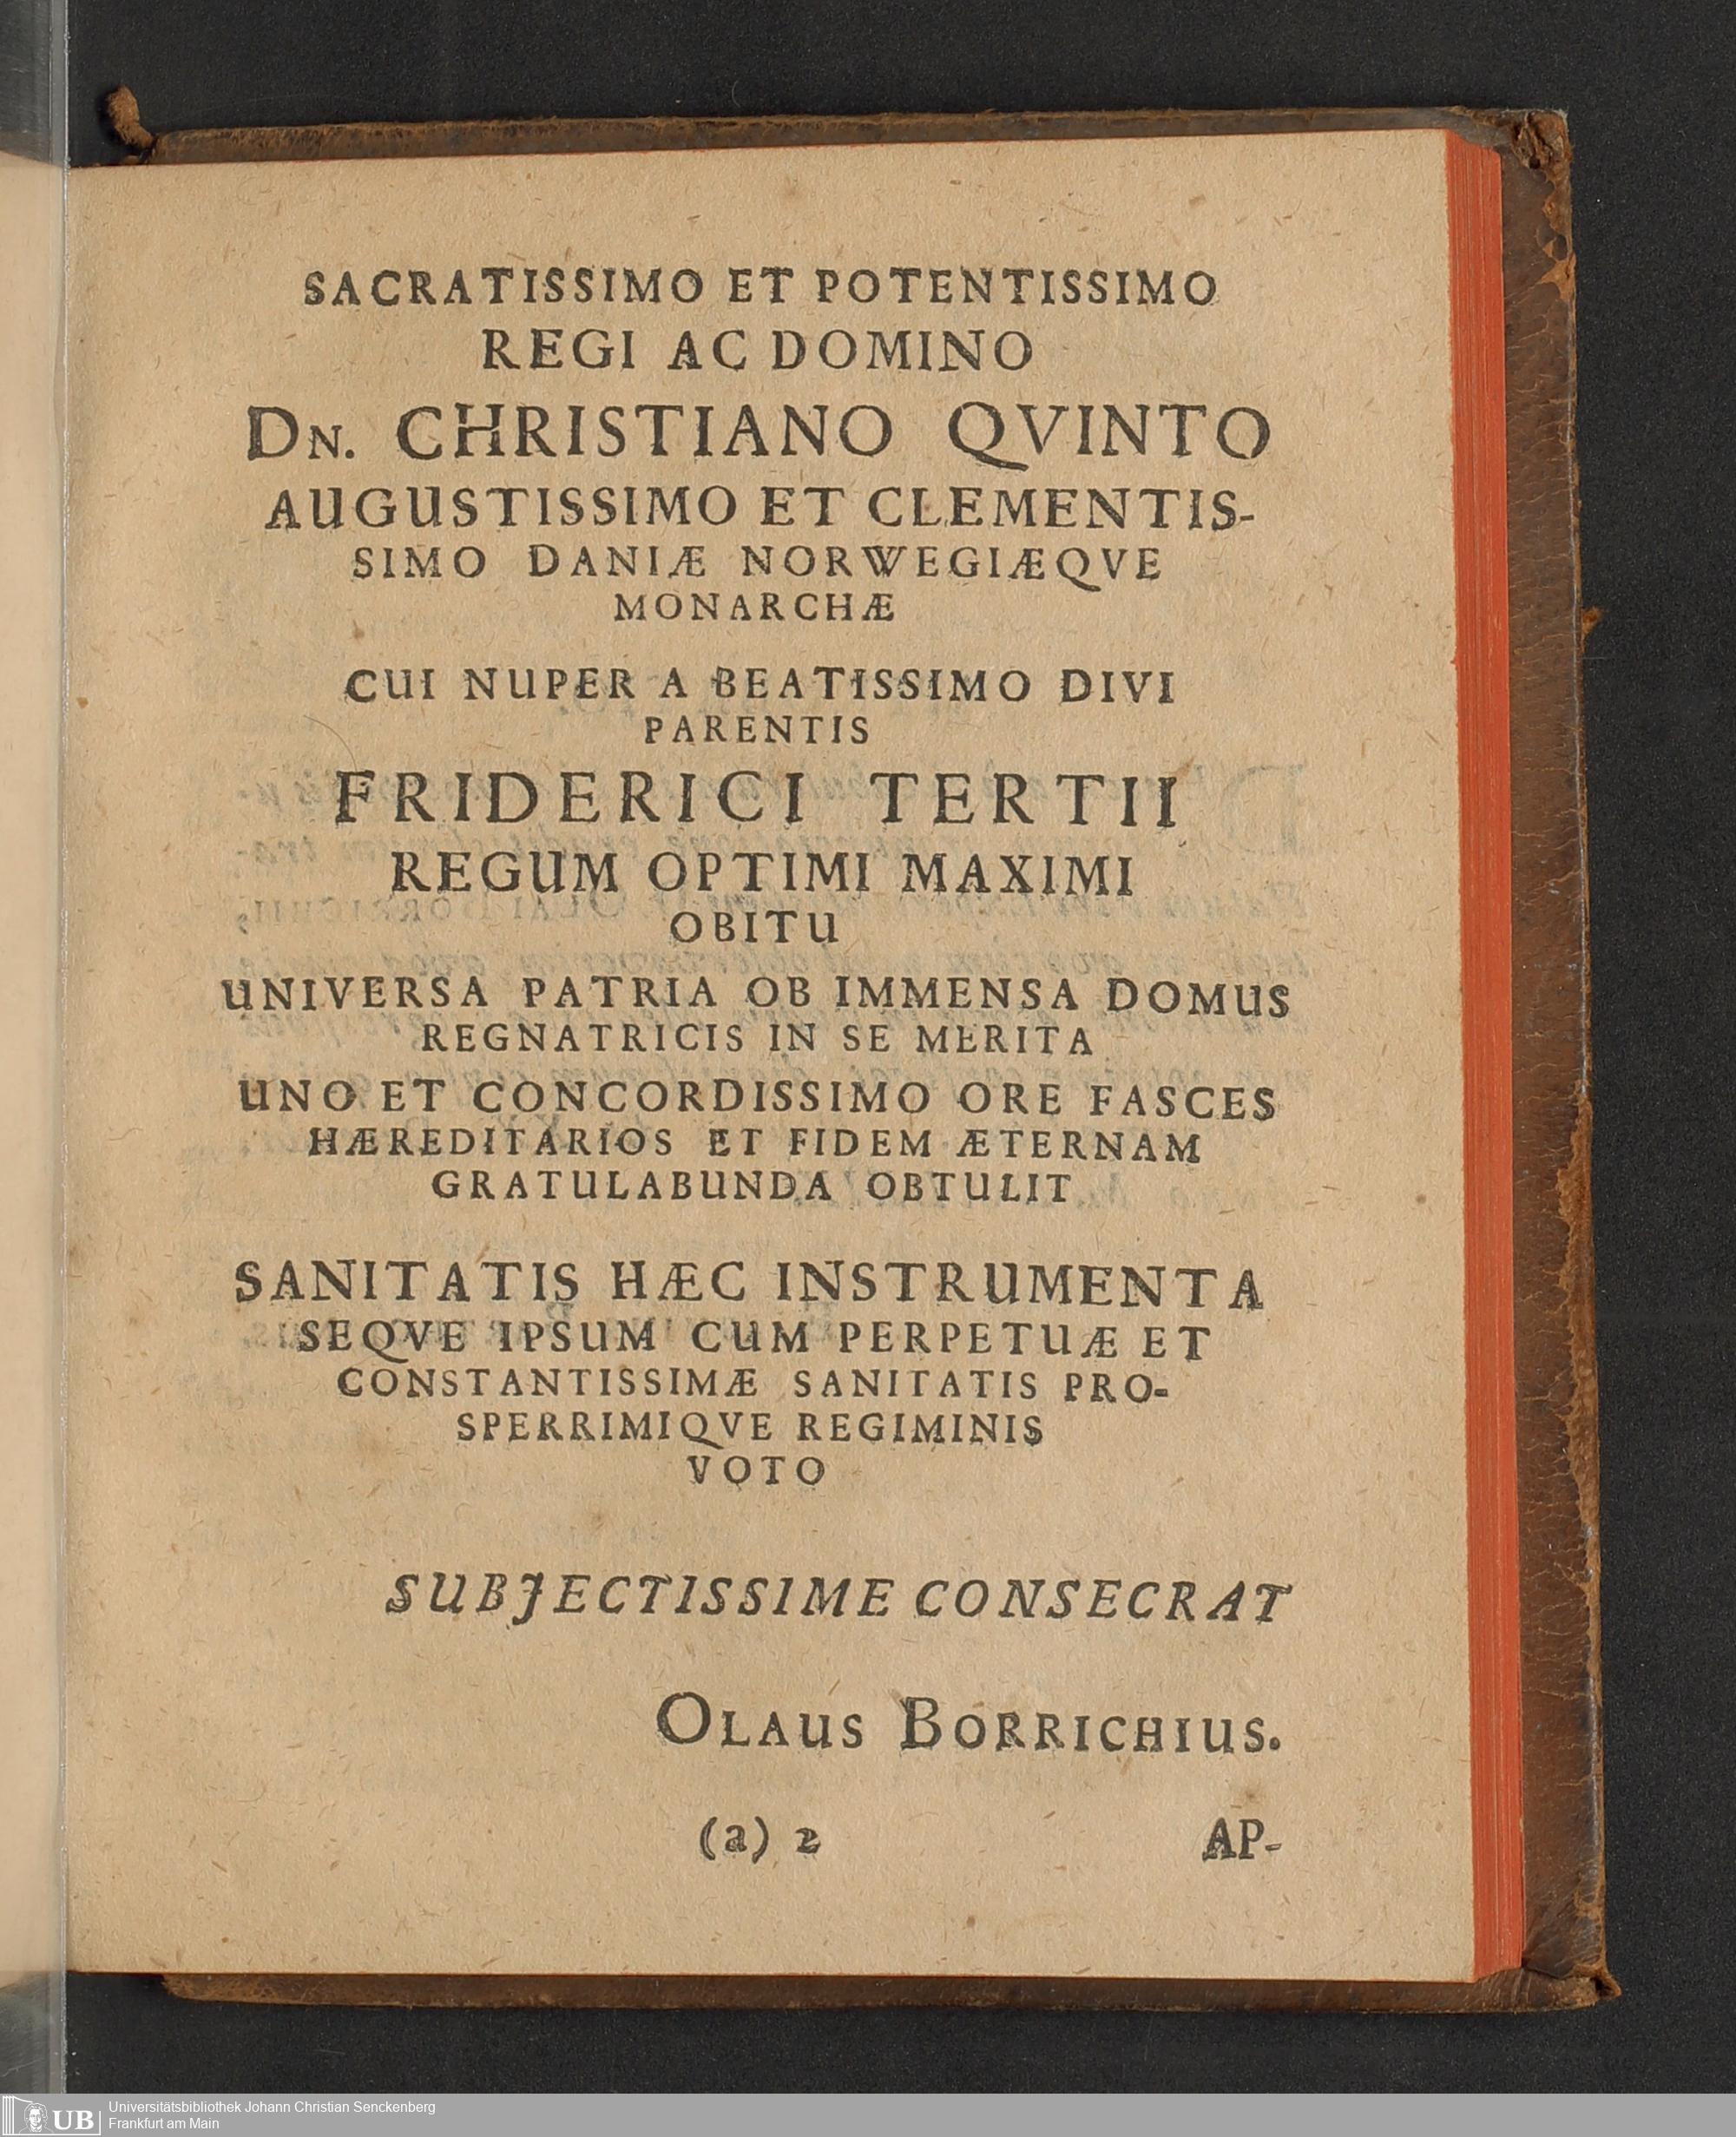 SACRATISSIMO ET POTENTISSIMO
REGI AC DOMINO
DN. CHRISTIANO QVINTO
AUGUSTISSIMO ET CLEMENTIS-
SIMO DANIÆ NORWEGIÆQVE
MONARCHÆ
CUI NUPER A BEATISSIMO DIVI
PARENTIS
FRIDERICI TERTII
REGUM OPTIMI MAXIMI
OBITU
UNIVERSA PATRIA OB IMMENSA DOMUS
REGNATRICIS IN SE MERITA
UNO ET CONCORDISSIMO ORE FASCES
HÆREDITARIOS ET FIDEM ÆTERNAM
GRATULABUNDA OBTULIT
SANITATIS HÆC INSTRUMENTA
SEQVE IPSUM CUM PERPETUÆ ET
CONSTANTISSIMÆ SANITATIS PRO-
SPERRIMIQVE REGIMINIS
VOTO
SUBJECTISSIME CONSECRAT
OLAUS BORRICHIUS.
(a) 2 AP-
UB Universitätsbibliothek Johann Christian Senckenberg
Frankfurt am Main